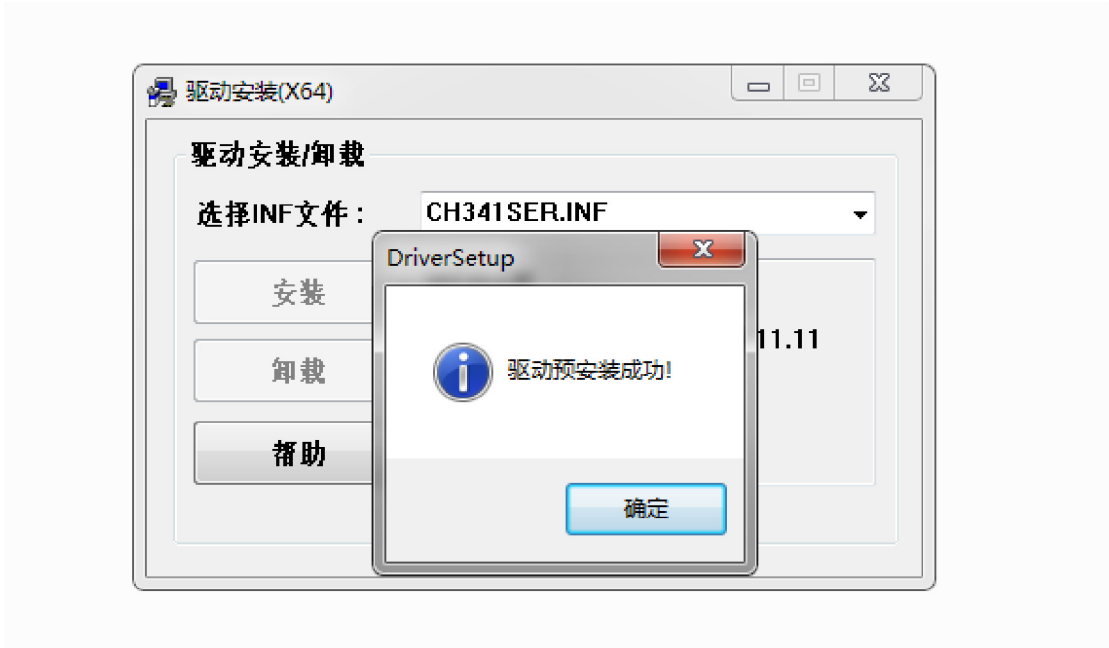 驱动安装(X64)
驱动安装/卸载
选择INF文件：
CH341SER.INF
DriverSetup
安装
11.11
驱动预安装成功!
卸载
帮助
确定